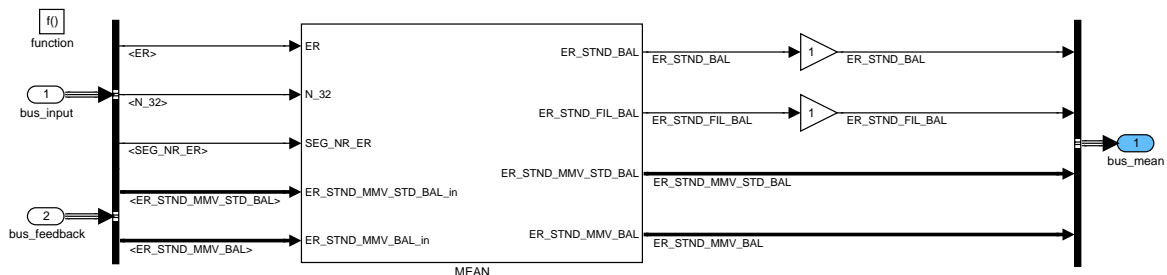 f()
function
1
bus_input
2
bus_feedback
<ER>
<N_32>
<SEG_NR_ER>
<ER_STND_MMV_STD_BAL>
<ER_STND_MMV_BAL>
ER
N_32
SEG_NR_ER
ER_STND_MMV_STD_BAL_in
ER_STND_MMV_BAL_in
ER_STND_BAL
ER_STND_FIL_BAL
ER_STND_MMV_STD_BAL
ER_STND_MMV_BAL
MEAN
ER_STND_BAL
1
ER_STND_BAL
ER_STND_FIL_BAL
1
ER_STND_FIL_BAL
ER_STND_MMV_STD_BAL
ER_STND_MMV_BAL
1
bus_mean